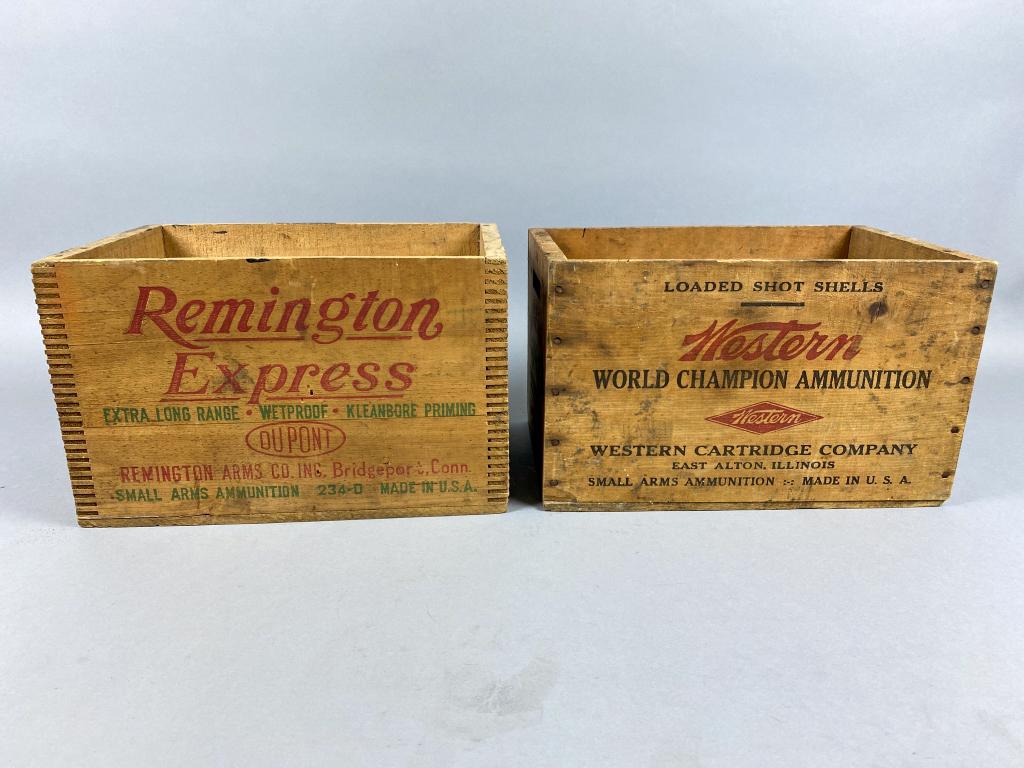 Remington
Express
EXTRA LONG RANGE · WETPROOF · KLEANBORE PRIMING
DU PONT
REMINGTON ARMS CO. INC. Bridgeport, Conn.
SMALL ARMS AMMUNITION 234-D MADE IN U.S.A.
LOADED SHOT SHELLS
Western
WORLD CHAMPION AMMUNITION
Western
WESTERN CARTRIDGE COMPANY
EAST ALTON, ILLINOIS
SMALL ARMS AMMUNITION :-: MADE IN U. S. A.